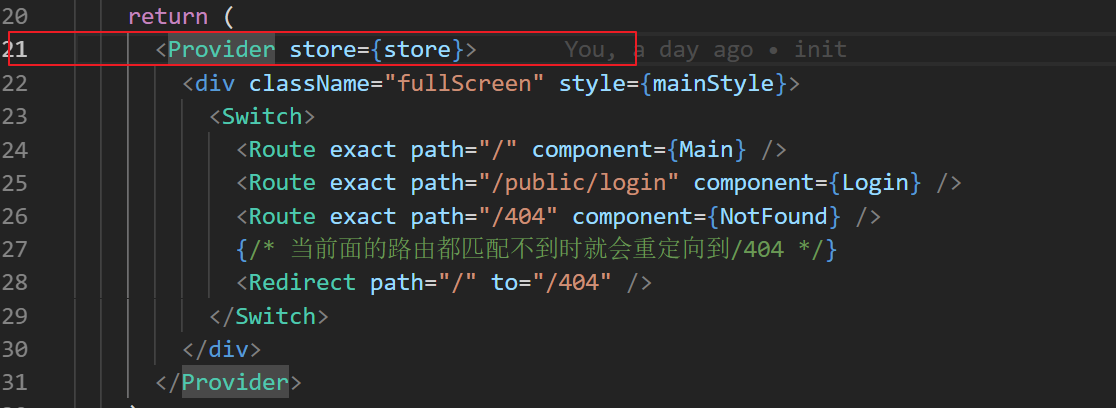 20 return (
21 <Provider store={store}> You, a day ago • init
22 <div className="fullScreen" style={mainStyle}>
23 <Switch>
24 <Route exact path="/" component={Main} />
25 <Route exact path="/public/login" component={Login} />
26 <Route exact path="/404" component={NotFound} />
27 {/* 当前面的路由都匹配不到时就会重定向到/404 */}
28 <Redirect path="/" to="/404" />
29 </Switch>
30 </div>
31 </Provider>